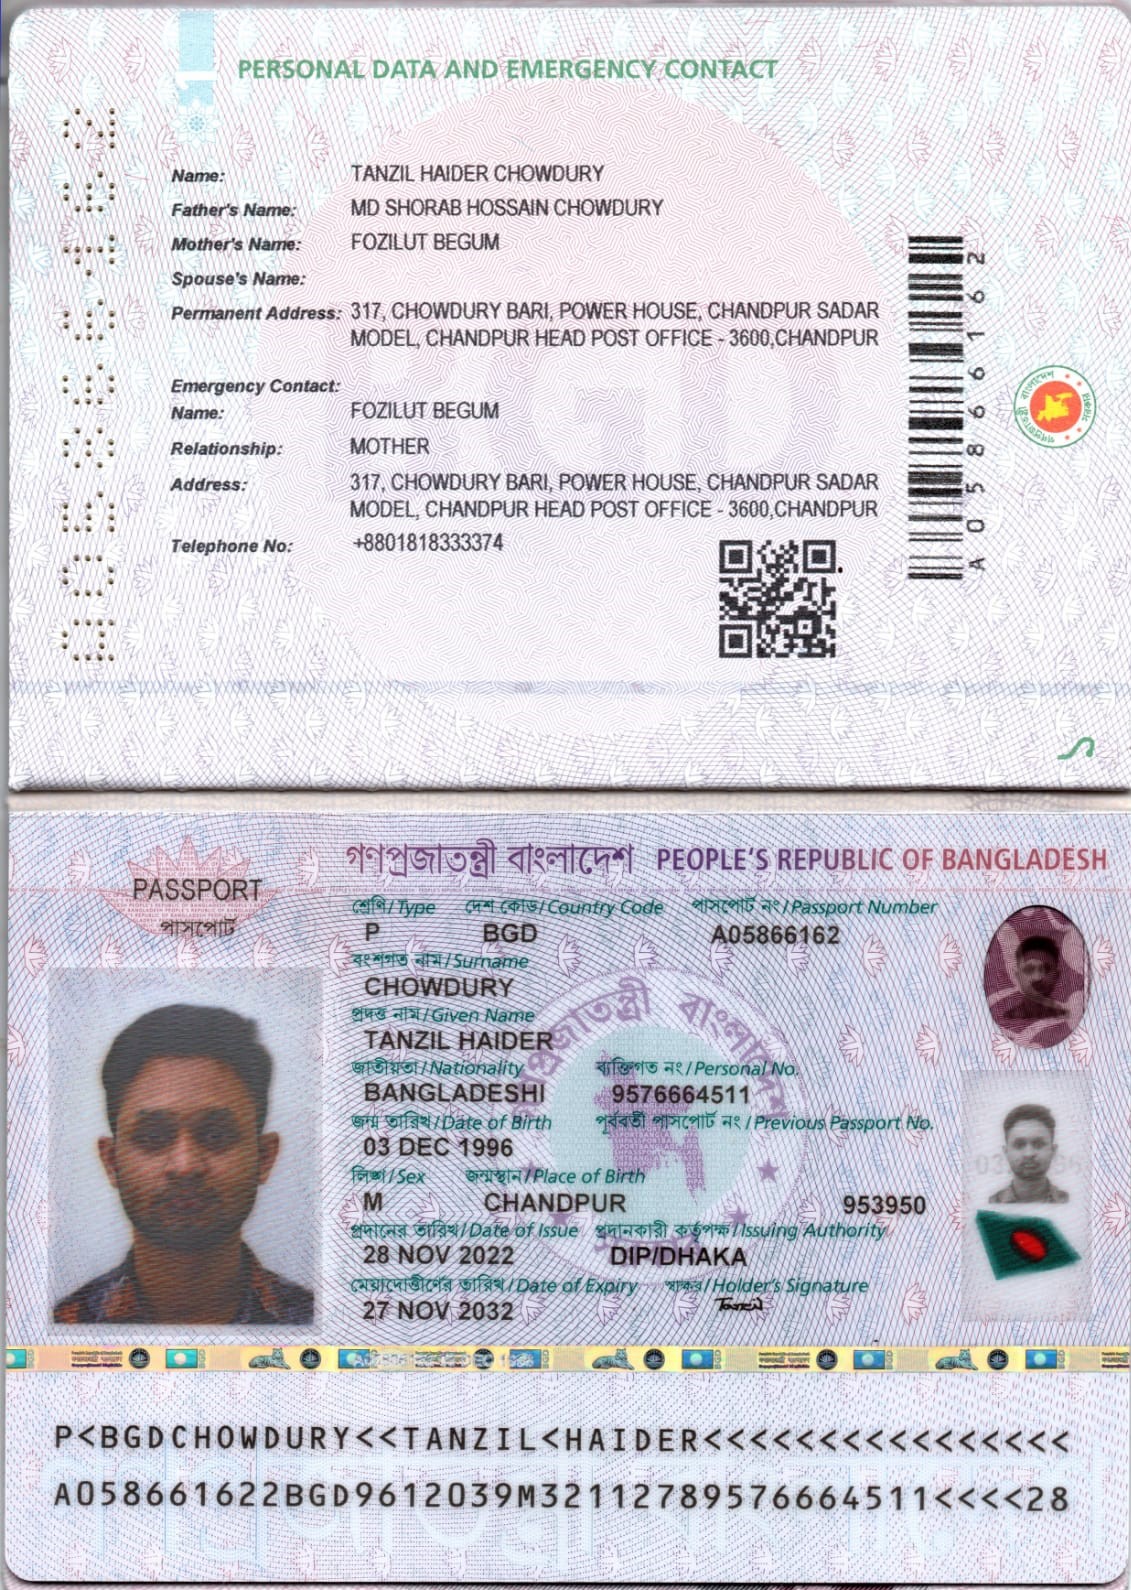 PERSONAL DATA AND EMERGENCY CONTACT
Name: TANZIL HAIDER CHOWDURY
Father's Name: MD SHORAB HOSSAIN CHOWDURY
Mother's Name: FOZILUT BEGUM
Spouse's Name:
Permanent Address: 317, CHOWDURY BARI, POWER HOUSE, CHANDPUR SADAR
MODEL, CHANDPUR HEAD POST OFFICE - 3600,CHANDPUR
Emergency Contact:
Name: FOZILUT BEGUM
Relationship: MOTHER
Address: 317, CHOWDURY BARI, POWER HOUSE, CHANDPUR SADAR
MODEL, CHANDPUR HEAD POST OFFICE - 3600,CHANDPUR
Telephone No: +8801818333374
A05866162
A05866162
১
গণপ্রজাতন্ত্রী বাংলাদেশ PEOPLE'S REPUBLIC OF BANGLADESH
PASSPORT
পাসপোর্ট
শ্রেণি/Type দেশ কোড/Country Code পাসপোর্ট নং/Passport Number
P BGD A05866162
বংশগত নাম/Surname
CHOWDURY
প্রদত্ত নাম/Given Name
TANZIL HAIDER
জাতীয়তা/Nationality ব্যক্তিগত নং/Personal No.
BANGLADESHI 9576664511
জন্ম তারিখ/Date of Birth পূর্ববর্তী পাসপোর্ট নং/Previous Passport No.
03 DEC 1996
লিঙ্গ/Sex জন্মস্থান/Place of Birth
M CHANDPUR 953950
প্রদানের তারিখ/Date of Issue প্রদানকারী কর্তৃপক্ষ/Issuing Authority
28 NOV 2022 DIP/DHAKA
মেয়াদোত্তীর্ণের তারিখ/Date of Expiry স্বাক্ষর/Holder's Signature
27 NOV 2032
P<BGDCHOWDURY<<TANZIL<HAIDER<<<<<<<<<<<<<<<<
A058661622BGD9612039M32112789576664511<<<<28